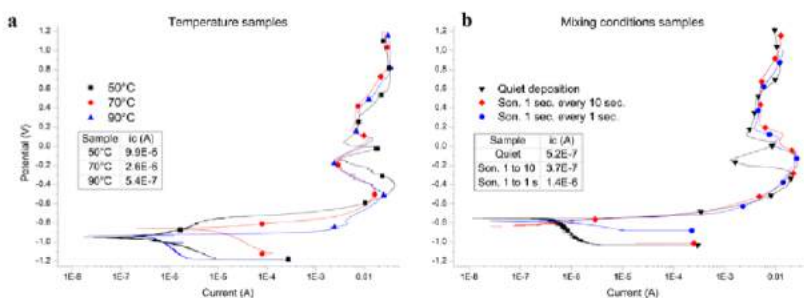 a
Temperature samples
1.2
1.0
0.8
0.6
0.4
0.2
0.0
-0.2
-0.4
-0.6
-0.8
-1.0
-1.2
Potential (V)
50°C
70°C
90°C
Sample ic (A)
50°C 9.9E-6
70°C 2.6E-6
90°C 5.4E-7
1E-8 1E-7 1E-6 1E-5 1E-4 1E-3 0.01
Current (A)
b
Mixing conditions samples
1.2
1.0
0.8
0.6
0.4
0.2
0.0
-0.2
-0.4
-0.6
-0.8
-1.0
-1.2
Potential (V)
Quiet deposition
Son. 1 sec. every 10 sec.
Son. 1 sec. every 1 sec.
Sample ic (A)
Quiet 5.2E-7
Son. 1 to 10 3.7E-7
Son. 1 to 1 s 1.4E-6
1E-8 1E-7 1E-6 1E-5 1E-4 1E-3 0.01
Current (A)